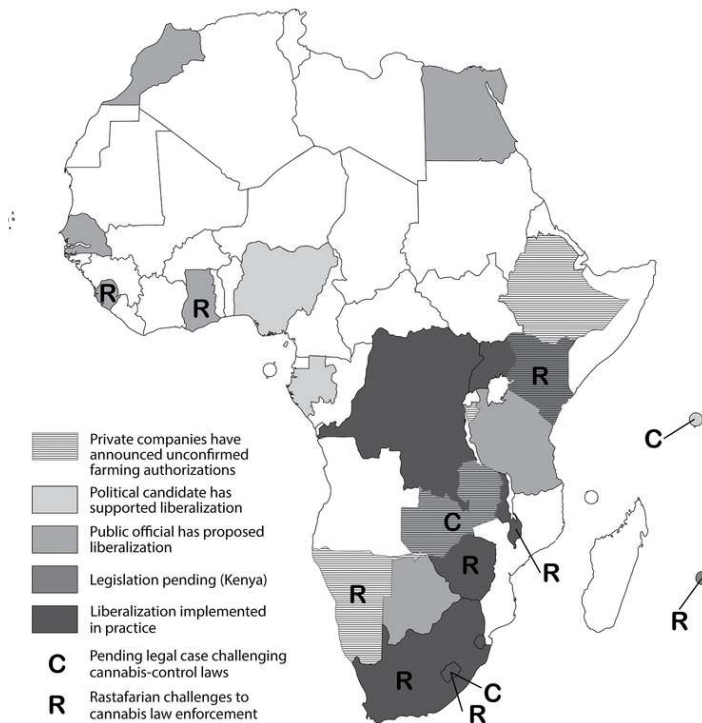 R
R
R
C
C
R
R
R
R
R
C
R
Private companies have
announced unconfirmed
farming authorizations
Political candidate has
supported liberalization
Public official has proposed
liberalization
Legislation pending (Kenya)
Liberalization implemented
in practice
C Pending legal case challenging
cannabis-control laws
R Rastafarian challenges to
cannabis law enforcement